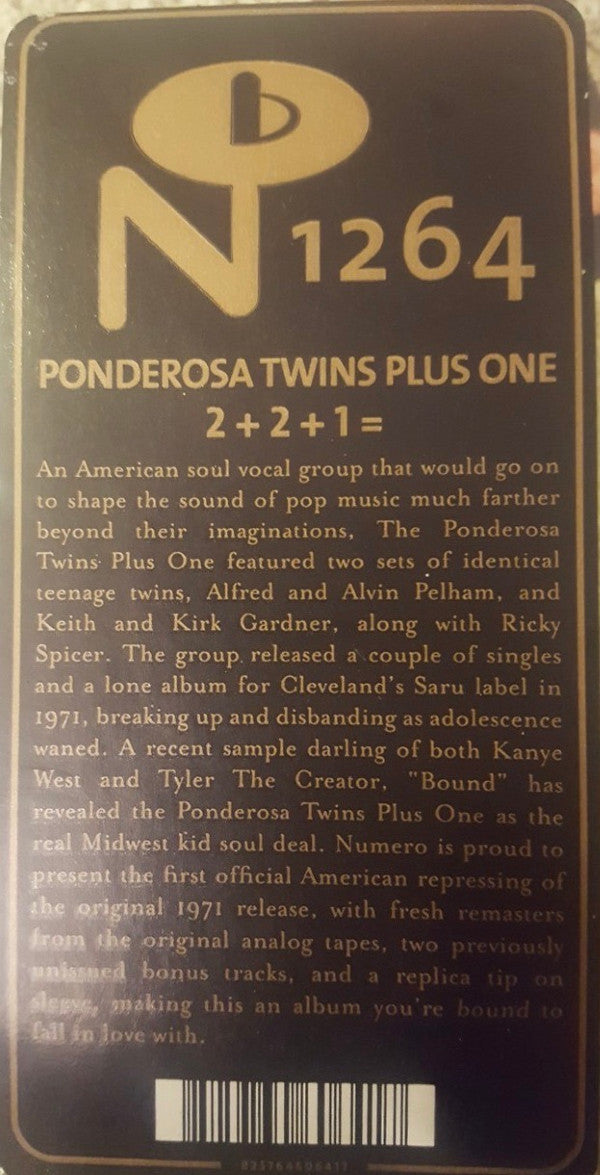 N
1264
PONDEROSA TWINS PLUS ONE
2+2+1=
An American soul vocal group that would go on
to shape the sound of pop music much farther
beyond their imaginations, The Ponderosa
Twins Plus One featured two sets of identical
teenage twins, Alfred and Alvin Pelham, and
Keith and Kirk Gardner, along with Ricky
Spicer. The group released a couple of singles
and a lone album for Cleveland's Saru label in
1971, breaking up and disbanding as adolescence
waned. A recent sample darling of both Kanye
West and Tyler The Creator, "Bound" has
revealed the Ponderosa Twins Plus One as the
real Midwest kid soul deal. Numero is proud to
present the first official American repressing of
the original 1971 release, with fresh remasters
from the original analog tapes, two previously
unissued bonus tracks, and a replica tip on
sleeve, making this an album you're bound to
fall in love with.